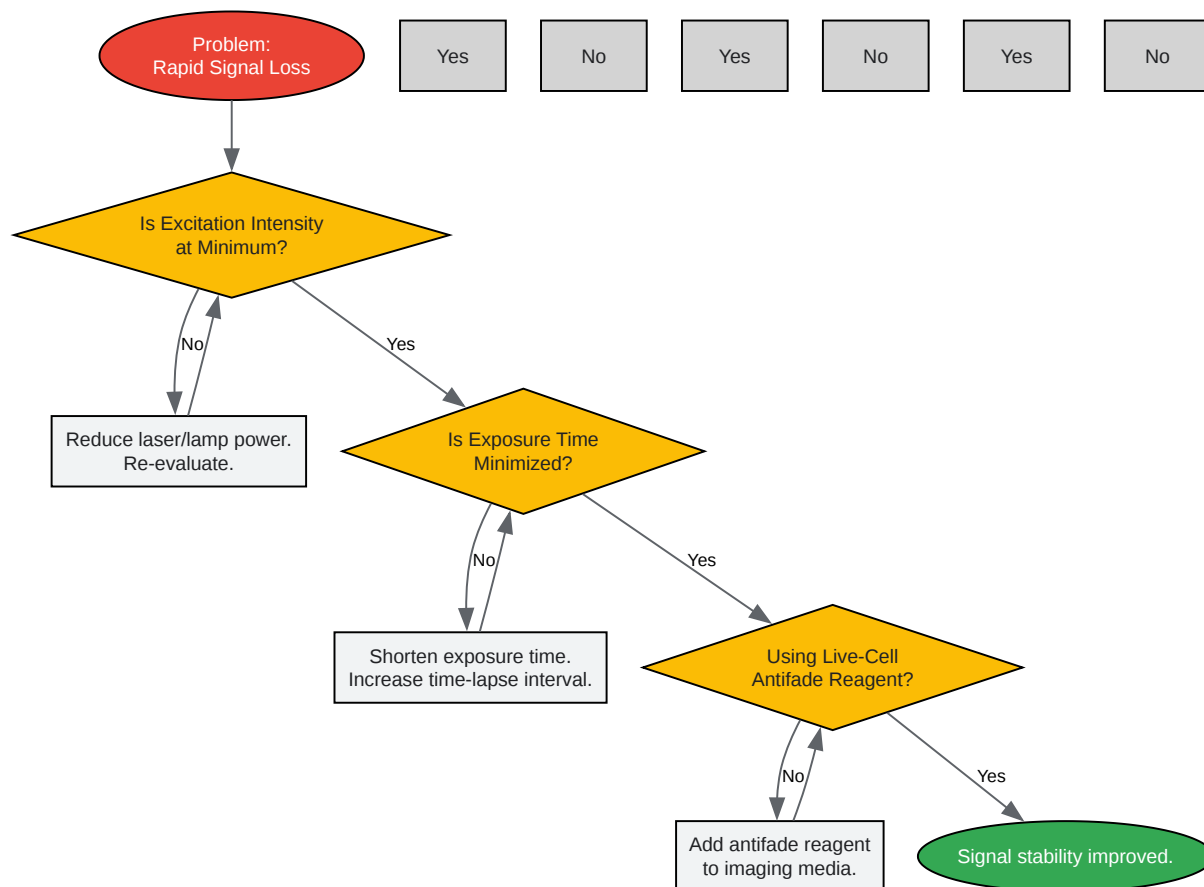 Problem:
Rapid Signal Loss
Yes
No
Yes
No
Yes
No
Is Excitation Intensity
at Minimum?
No
Yes
Reduce laser/lamp power.
Re-evaluate.
Is Exposure Time
Minimized?
No
Yes
Shorten exposure time.
Increase time-lapse interval.
Using Live-Cell
Antifade Reagent?
No
Yes
Add antifade reagent
to imaging media.
Signal stability improved.